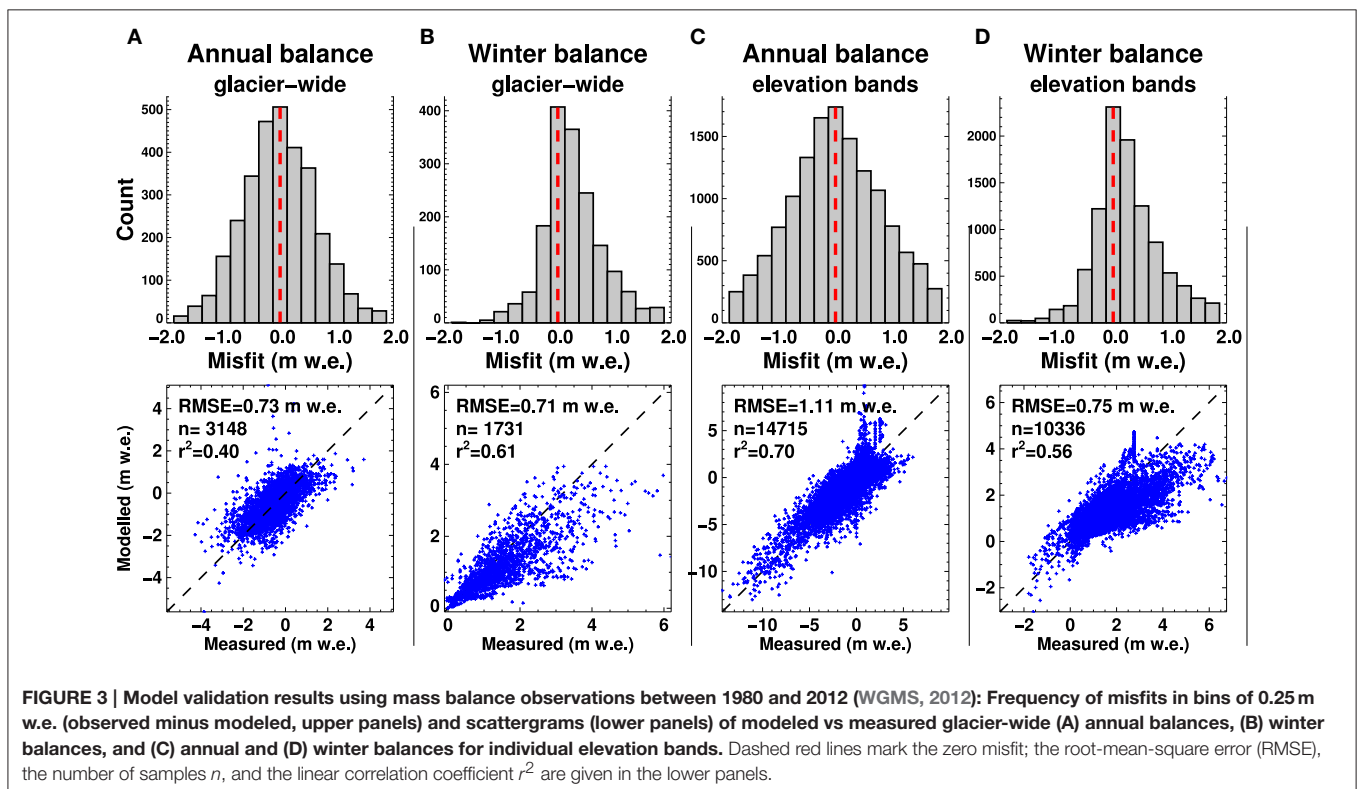 A
Annual balance
glacier–wide
B
Winter balance
glacier–wide
C
Annual balance
elevation bands
D
Winter balance
elevation bands
Count
500
400
300
200
100
0
−2.0 −1.0 0.0 1.0 2.0
Misfit (m w.e.)
400
300
200
100
0
−2.0 −1.0 0.0 1.0 2.0
Misfit (m w.e.)
1500
1000
500
0
−2.0 −1.0 0.0 1.0 2.0
Misfit (m w.e.)
2000
1500
1000
500
0
−2.0 −1.0 0.0 1.0 2.0
Misfit (m w.e.)
Modelled (m w.e.)
4
2
0
−2
−4
RMSE=0.73 m w.e.
n= 3148
r²=0.40
−4 −2 0 2 4
Measured (m w.e.)
6
4
2
0
RMSE=0.71 m w.e.
n= 1731
r²=0.61
0 2 4 6
Measured (m w.e.)
5
0
−5
−10
RMSE=1.11 m w.e.
n=14715
r²=0.70
−10 −5 0 5
Measured (m w.e.)
6
4
2
0
−2
RMSE=0.75 m w.e.
n=10336
r²=0.56
−2 0 2 4 6
Measured (m w.e.)
FIGURE 3 | Model validation results using mass balance observations between 1980 and 2012 (WGMS, 2012): Frequency of misfits in bins of 0.25 m
w.e. (observed minus modeled, upper panels) and scattergrams (lower panels) of modeled vs measured glacier-wide (A) annual balances, (B) winter
balances, and (C) annual and (D) winter balances for individual elevation bands. Dashed red lines mark the zero misfit; the root-mean-square error (RMSE),
the number of samples n, and the linear correlation coefficient r² are given in the lower panels.